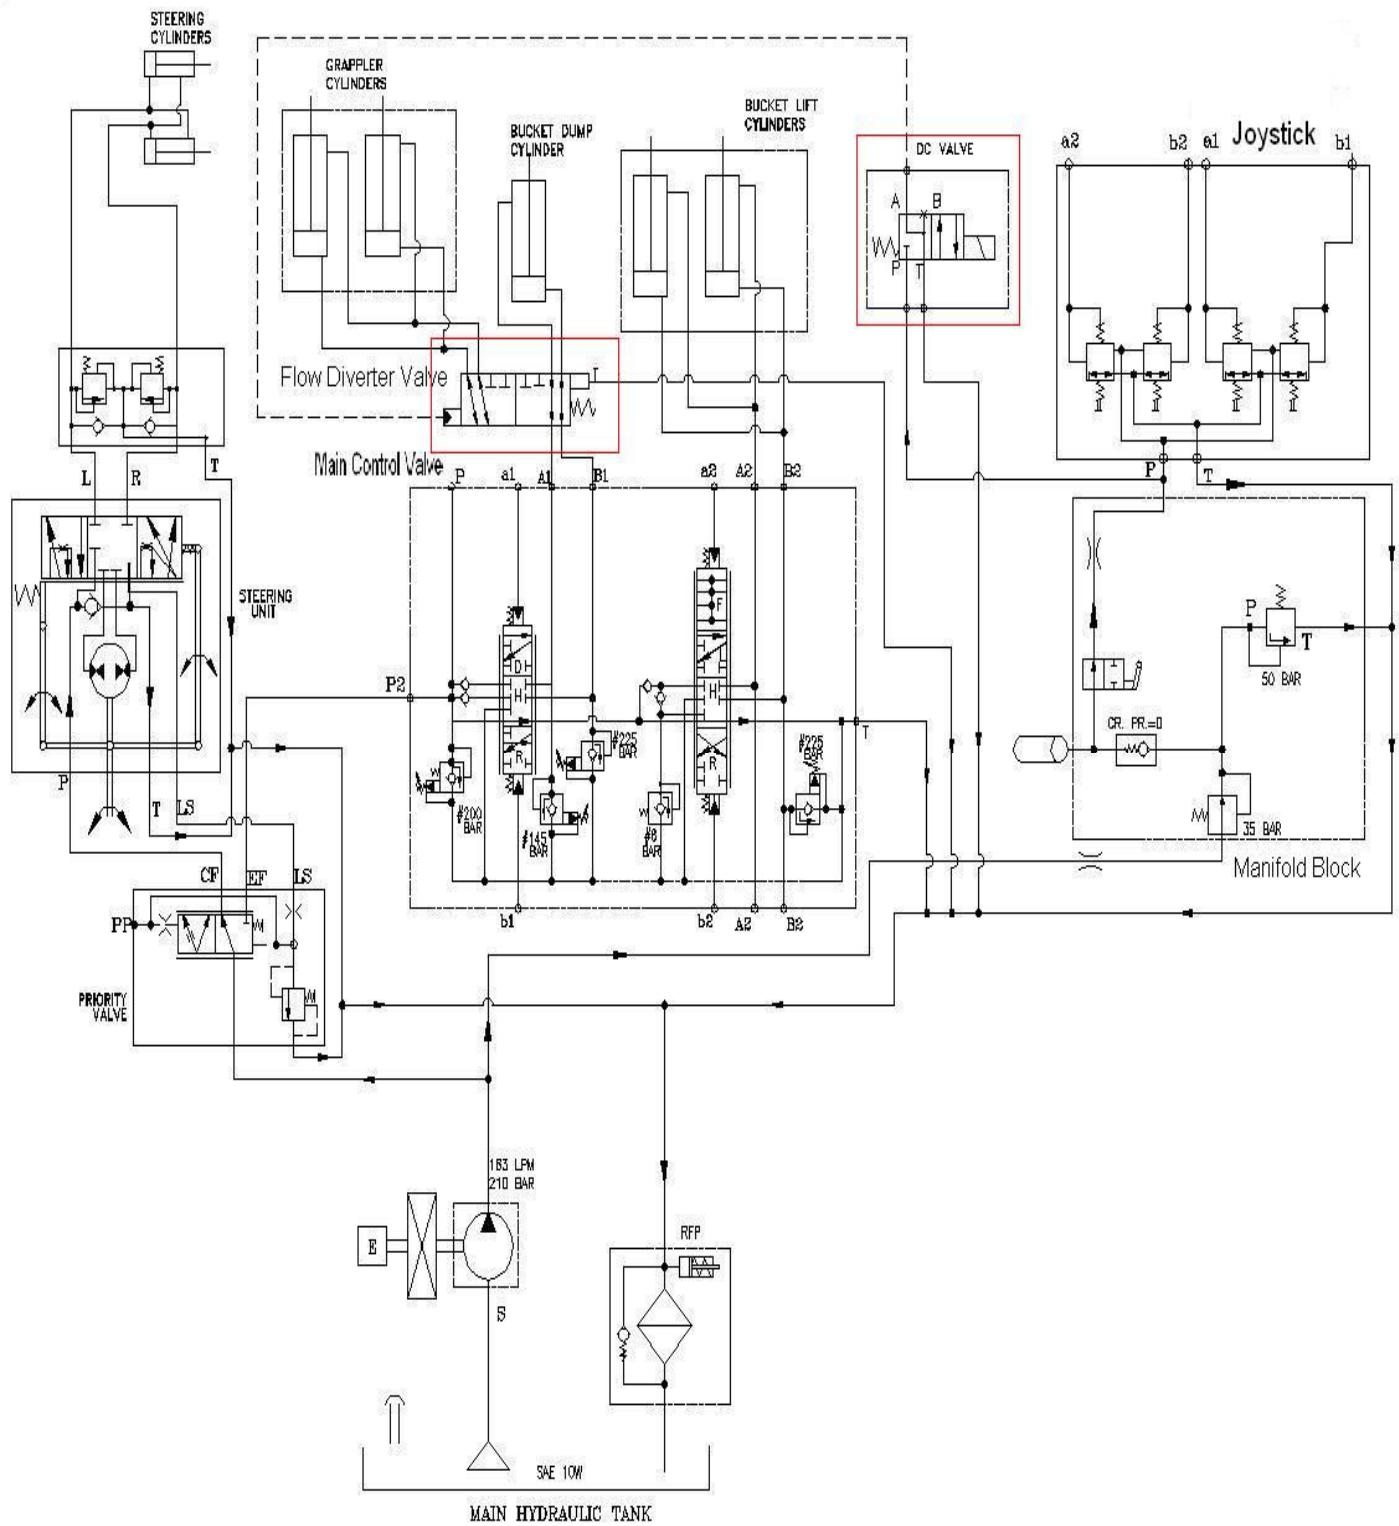 STEERING
CYLINDERS
GRAPPLER
CYLINDERS
BUCKET DUMP
CYLINDER
BUCKET LIFT
CYLINDERS
DC VALVE
A B
P T
a2 b2 a1 Joystick b1
Flow Diverter Valve
T
Main Control Valve
L R T
P a1 A1 B1 a2 A2 B2
P T
STEERING
UNIT
P2
D
H
R
F
H
R
T
#225
BAR
#225
BAR
#200
BAR
#145
BAR
#8
BAR
P
T
50 BAR
CR. PR.=0
35 BAR
Manifold Block
P T LS
CF EF LS
PP
b1 b2 A2 B2
PRIORITY
VALVE
183 LPM
210 BAR
E
S
RFP
SAE 10W
MAIN HYDRAULIC TANK